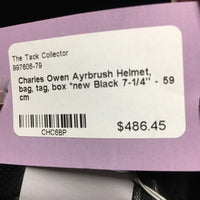 The Tack Collector
997606-79
Charles Owen Ayrbrush Helmet,
bag, tag, box *new Black 7-1/4" - 59
cm
CHC6BP
$486.45